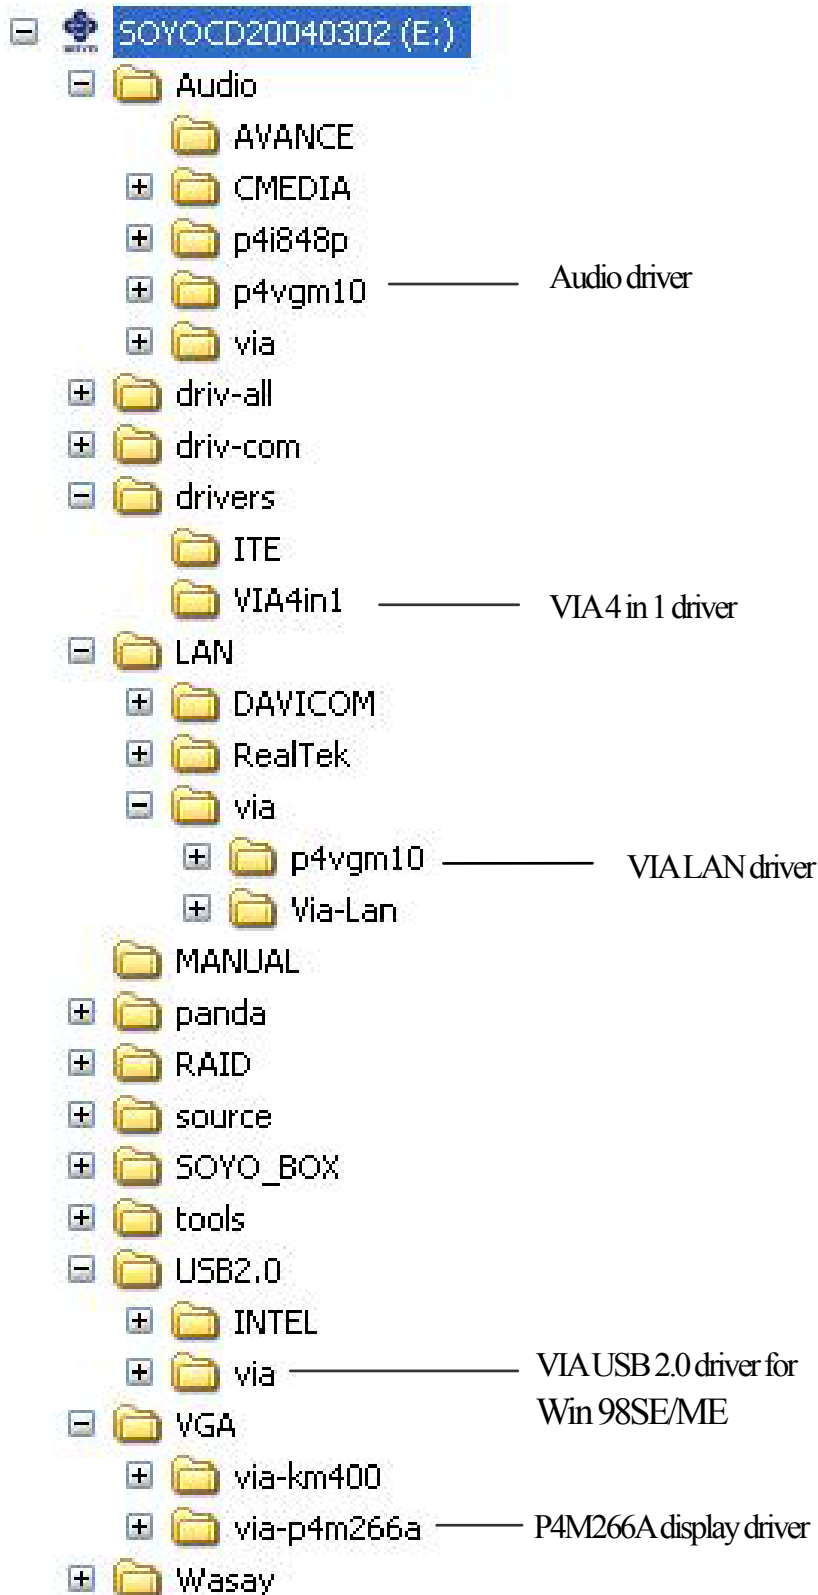 SOYOCD20040302 (E:)
Audio
AVANCE
CMEDIA
p4i848p
p4vgm10 Audio driver
via
driv-all
driv-com
drivers
ITE
VIA4in1 VIA 4 in 1 driver
LAN
DAVICOM
RealTek
via
p4vgm10 VIA LAN driver
Via-Lan
MANUAL
panda
RAID
source
SOYO_BOX
tools
USB2.0
INTEL
via VIA USB 2.0 driver for
Win 98SE/ME
VGA
via-km400
via-p4m266a P4M266A display driver
Wasay